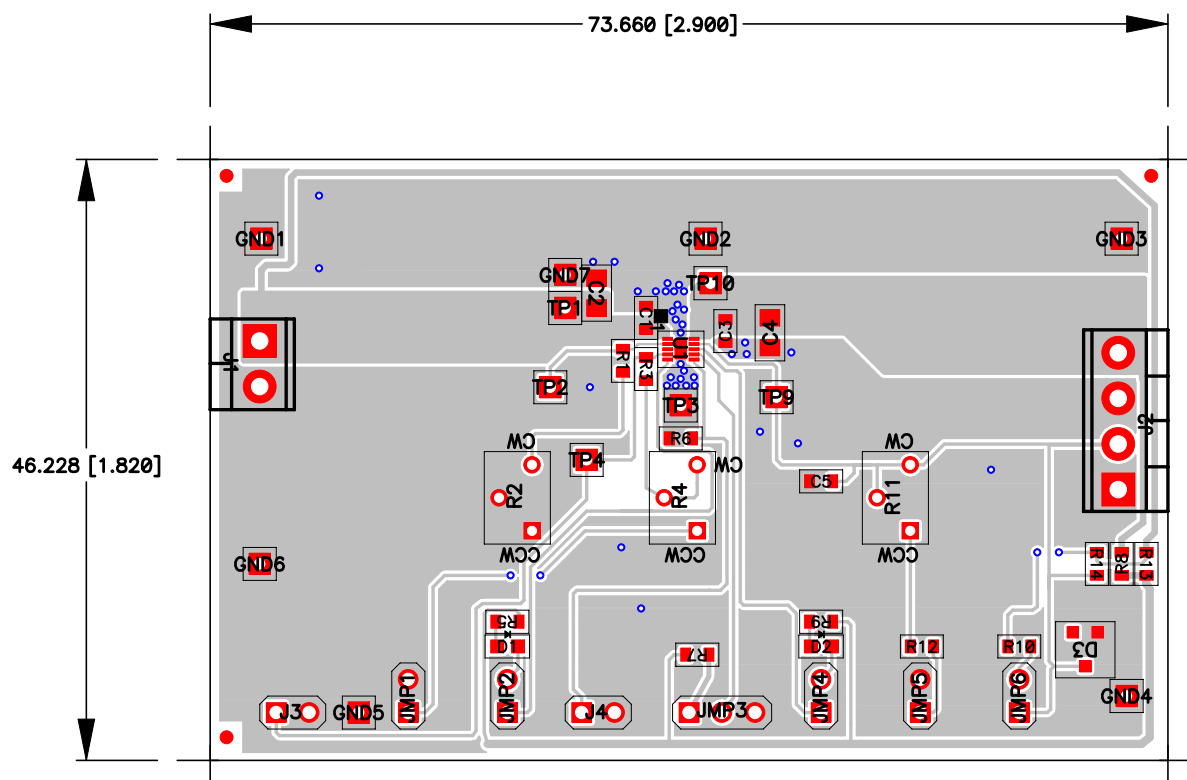 73.660 [2.900]
GND1
GND2
GND3
GND7
TP10
C2
TP1
C1
1
C3
C4
U1
J1
R1
R3
TP2
TP9
TP3
J2
R6
CW
CW
CW
46.228 [1.820]
TP4
C5
R2
R4
R11
CCW
CCW
CCW
GND6
R14
R8
R13
R5
R9
D1
D2
R12
R10
D3
R7
JMP1
JMP2
JMP4
JMP5
JMP6
GND4
J3
GND5
J4
JMP3